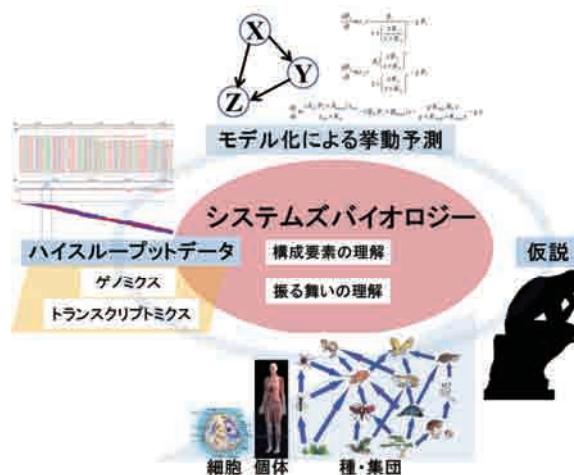 X
Y
Z
モデル化による挙動予測
システムズバイオロジー
ハイスループットデータ
構成要素の理解
仮説
ゲノミクス
振る舞いの理解
トランスクリプトミクス
細胞
個体
種・集団